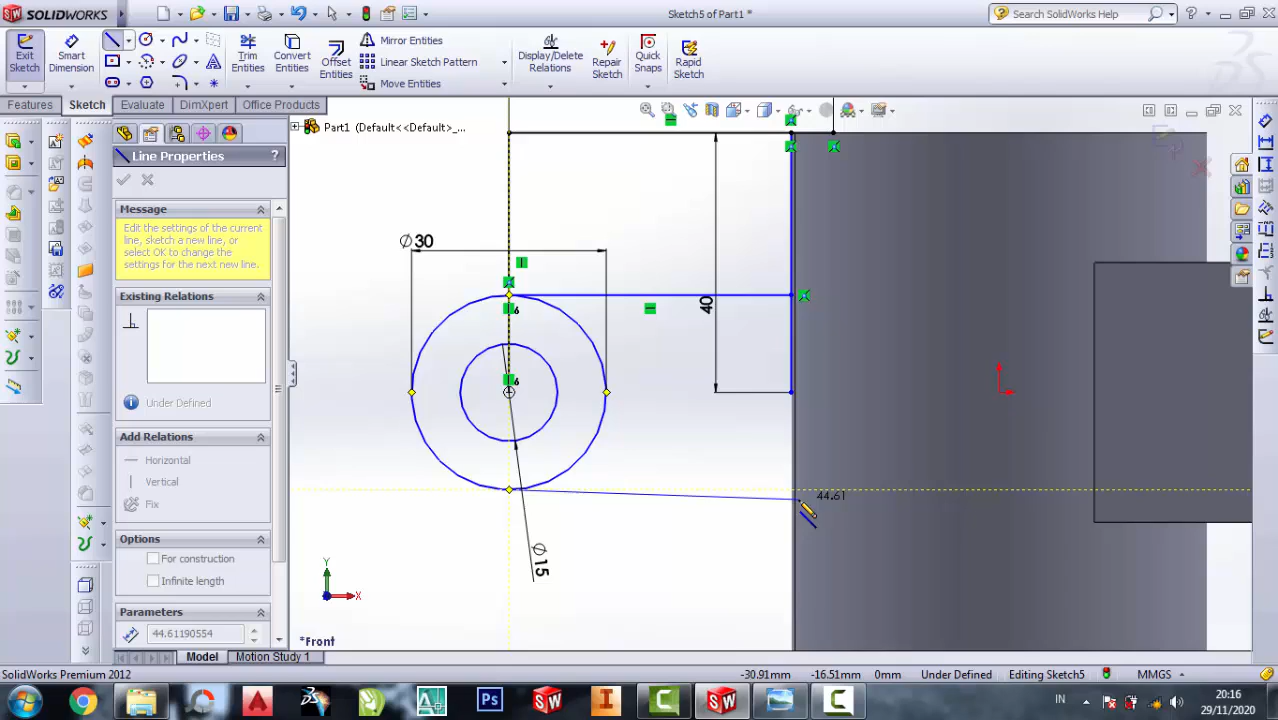 SOLIDWORKS
Sketch5 of Part1 *
Search SolidWorks Help
Exit Sketch
Smart Dimension
Trim Entities
Convert Entities
Offset Entities
Mirror Entities
Linear Sketch Pattern
Move Entities
Display/Delete Relations
Repair Sketch
Quick Snaps
Rapid Sketch
Features
Sketch
Evaluate
DimXpert
Office Products
Part1 (Default<<Default>_...
Line Properties
?
Message
Edit the settings of the current
line, sketch a new line, or
select OK to change the
settings for the next new line.
Existing Relations
Under Defined
Add Relations
Horizontal
Vertical
Fix
Options
For construction
Infinite length
Parameters
44.61190554
∅30
40
44.61
∅15
6
6
Y
X
*Front
Model
Motion Study 1
SolidWorks Premium 2012
-30.91mm
-16.51mm
0mm
Under Defined
Editing Sketch5
MMGS
IN
20:16
29/11/2020